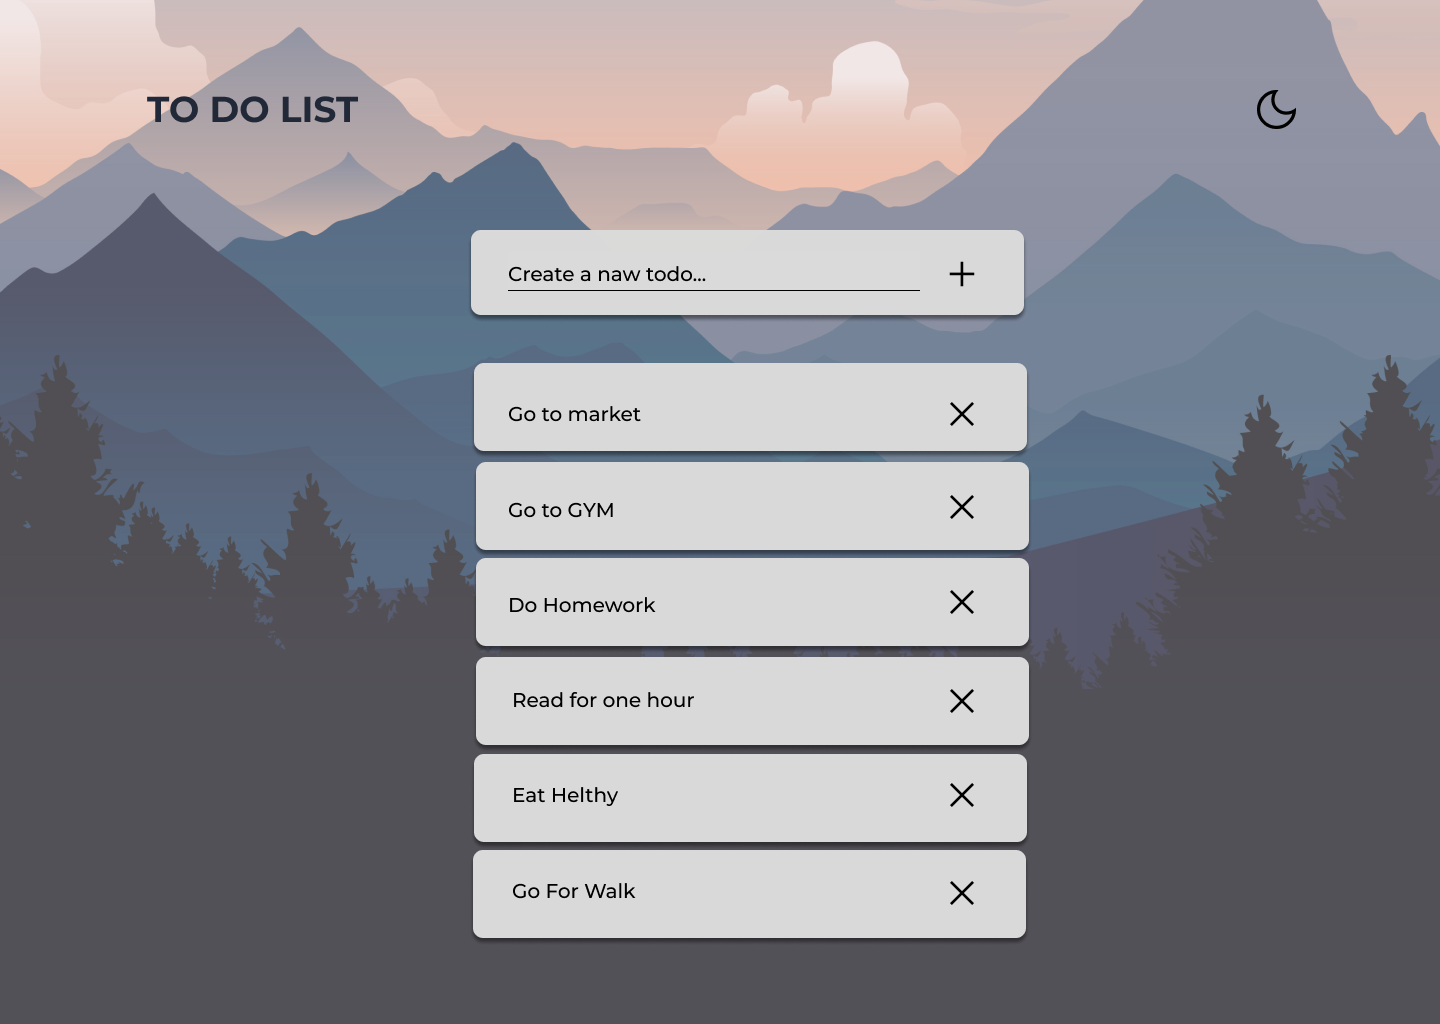 TO DO LIST
Create a naw todo...
Go to market
Go to GYM
Do Homework
Read for one hour
Eat Helthy
Go For Walk